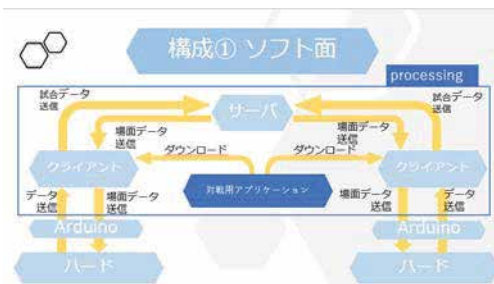 構成① ソフト面
processing
試合データ
送信
試合データ
送信
サーバ
場面データ
送信
場面データ
送信
ダウンロード
ダウンロード
クライアント
クライアント
対戦用アプリケーション
データ
送信
場面データ
送信
場面データ
送信
データ
送信
Arduino
Arduino
ハード
ハード